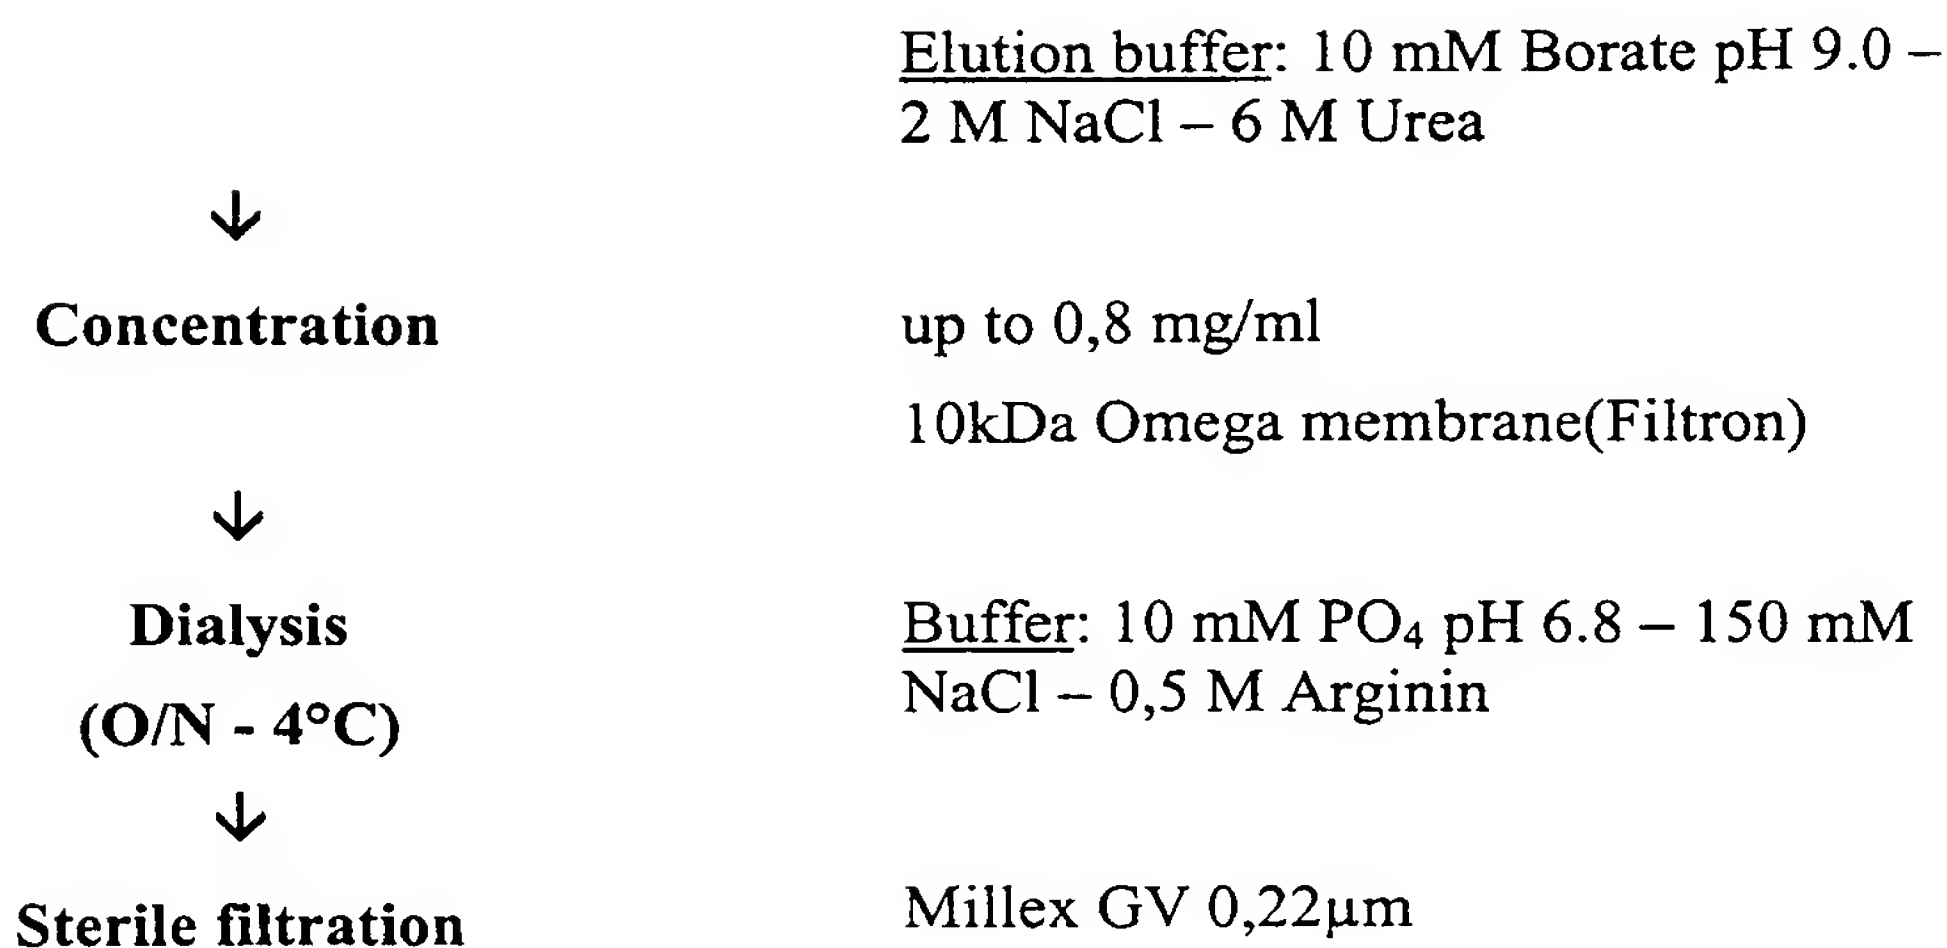 Elution buffer: 10 mM Borate pH 9.0 –
2 M NaCl – 6 M Urea
↓
Concentration up to 0,8 mg/ml
10kDa Omega membrane(Filtron)
↓
Dialysis Buffer: 10 mM PO₄ pH 6.8 – 150 mM
(O/N - 4°C) NaCl – 0,5 M Arginin
↓
Sterile filtration Millex GV 0,22µm